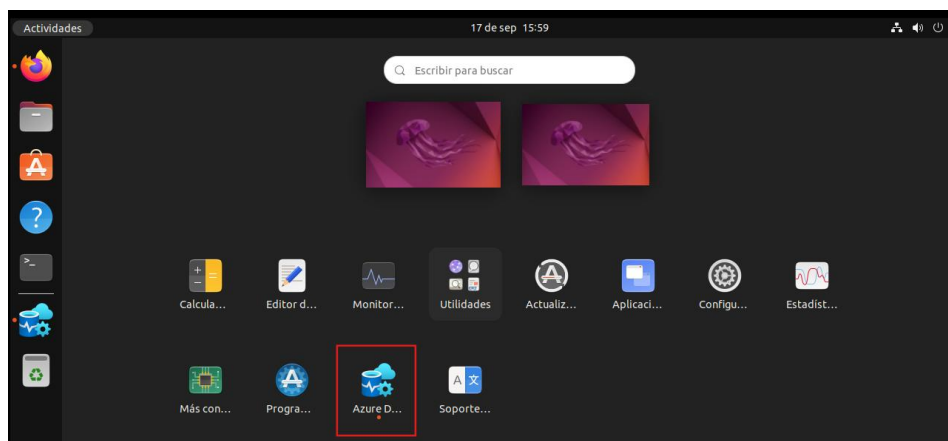 Actividades
17 de sep 15:59
Escribir para buscar
Calcula...
Editor d...
Monitor...
Utilidades
Actualiz...
Aplicaci...
Configu...
Estadíst...
Más con...
Progra...
Azure D...
Soporte...